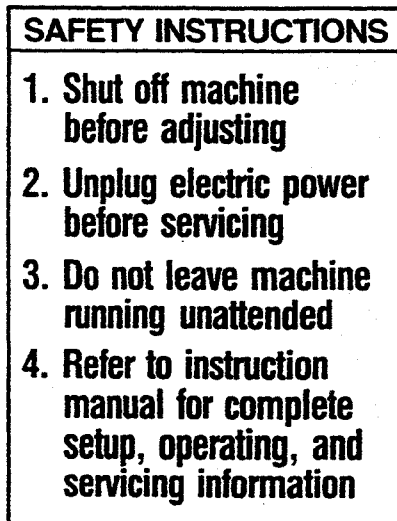 SAFETY INSTRUCTIONS
1. Shut off machine
before adjusting
2. Unplug electric power
before servicing
3. Do not leave machine
running unattended
4. Refer to instruction
manual for complete
setup, operating, and
servicing information